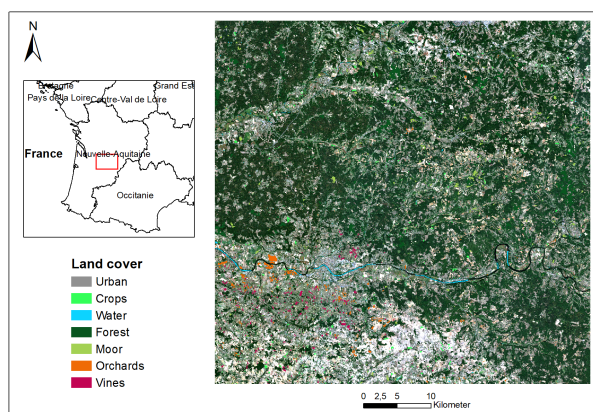 N
Bretagne
Grand Est
Pays de la Loire
Centre-Val de Loire
France
Nouvelle-Aquitaine
Occitanie
Land cover
Urban
Crops
Water
Forest
Moor
Orchards
Vines
0 2,5 5 10
Kilometer